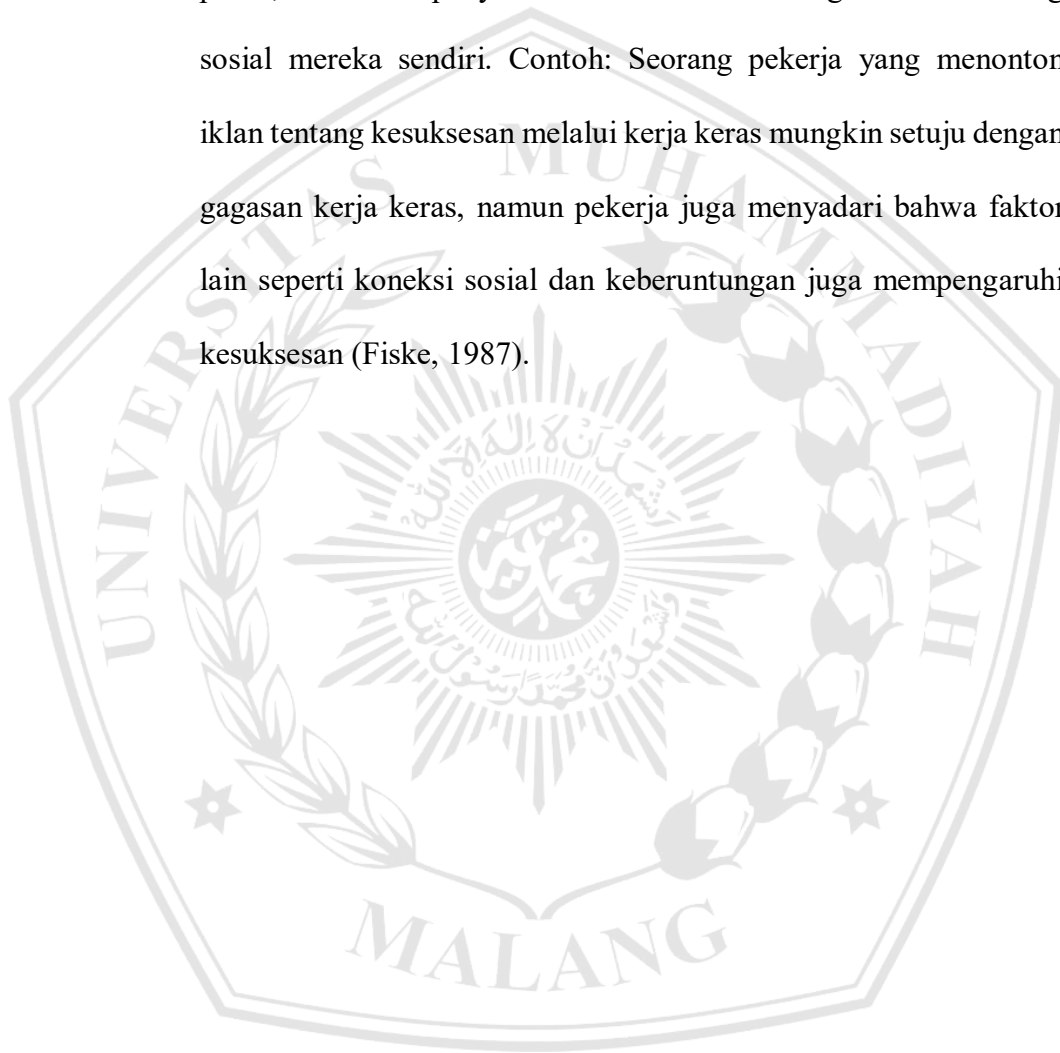 sosial mereka sendiri. Contoh: Seorang pekerja yang menonton
iklan tentang kesuksesan melalui kerja keras mungkin setuju dengan
gagasan kerja keras, namun pekerja juga menyadari bahwa faktor
lain seperti koneksi sosial dan keberuntungan juga mempengaruhi
kesuksesan (Fiske, 1987).
UNIVERSITAS MUHAMMADIYAH
MALANG